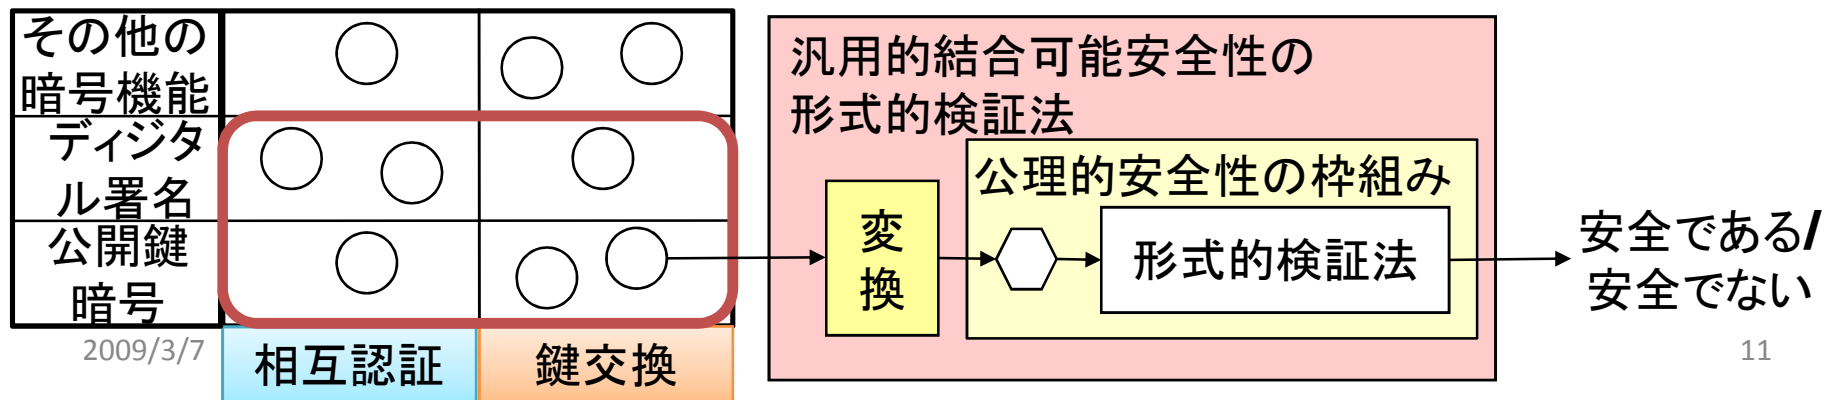 その他の
暗号機能
ディジタ
ル署名
公開鍵
暗号
相互認証
鍵交換
汎用的結合可能安全性の
形式的検証法
公理的安全性の枠組み
変
換
形式的検証法
安全である/
安全でない
2009/3/7
11